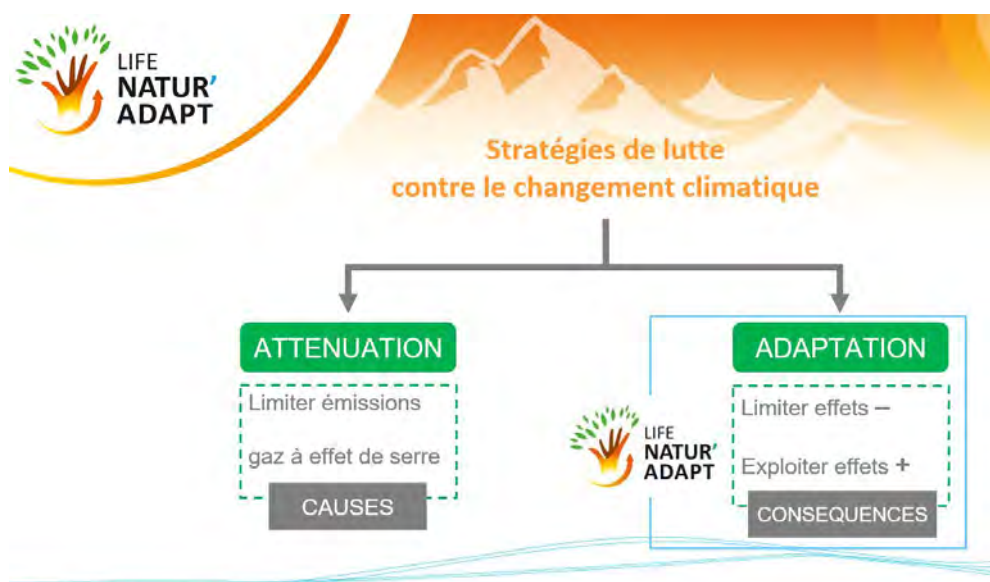 LIFE
NATUR'
ADAPT
Stratégies de lutte
contre le changement climatique
ATTENUATION
Limiter émissions
gaz à effet de serre
CAUSES
ADAPTATION
Limiter effets –
Exploiter effets +
CONSEQUENCES
LIFE
NATUR'
ADAPT